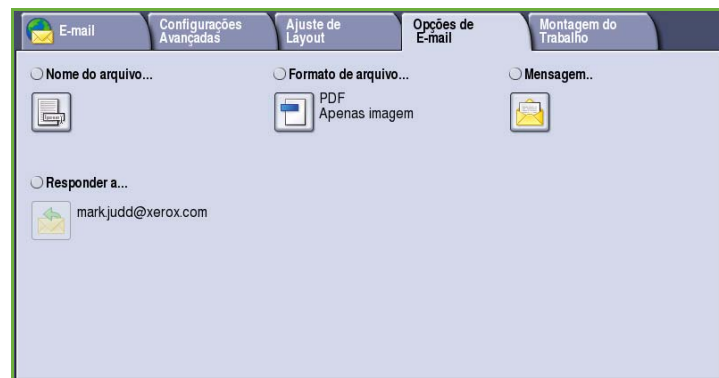 E-mail
Configurações
Avançadas
Ajuste de
Layout
Opções de
E-mail
Montagem do
Trabalho
Nome do arquivo...
Formato de arquivo...
Mensagem..
PDF
Apenas imagem
Responder a...
mark.judd@xerox.com